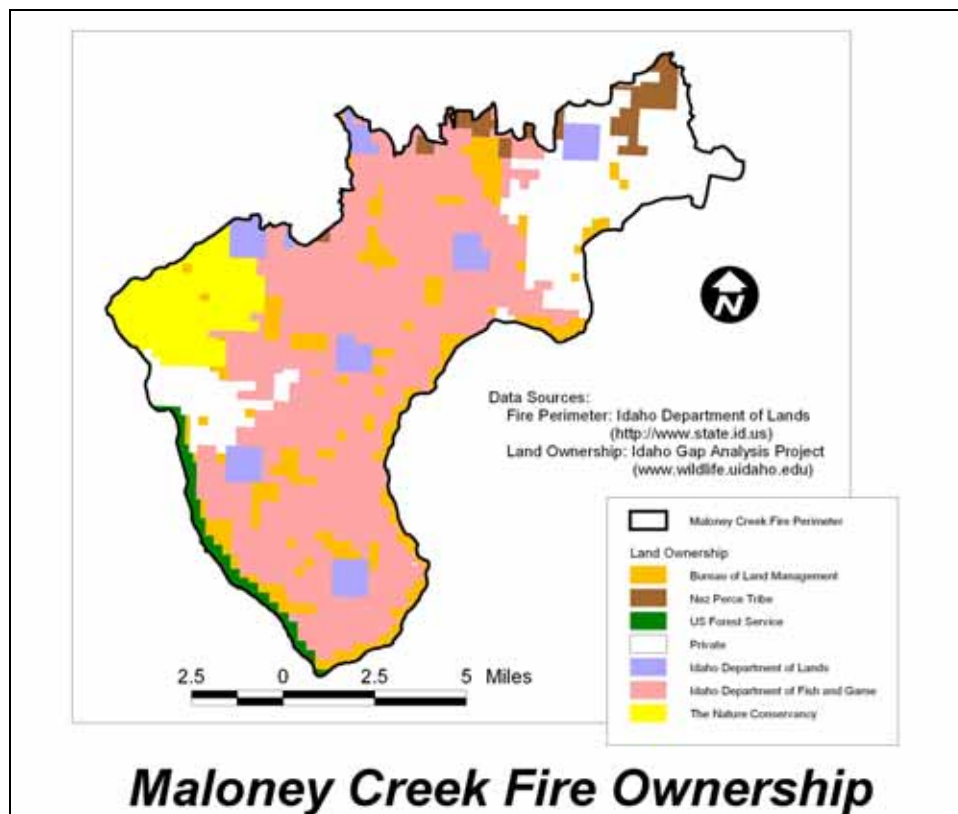 N
Data Sources:
Fire Perimeter: Idaho Department of Lands
(http://www.state.id.us)
Land Ownership: Idaho Gap Analysis Project
(www.wildlife.uidaho.edu)
Maloney Creek Fire Perimeter
Land Ownership
Bureau of Land Management
Nez Perce Tribe
US Forest Service
Private
Idaho Department of Lands
Idaho Department of Fish and Game
The Nature Conservancy
2.5 0 2.5 5 Miles
Maloney Creek Fire Ownership